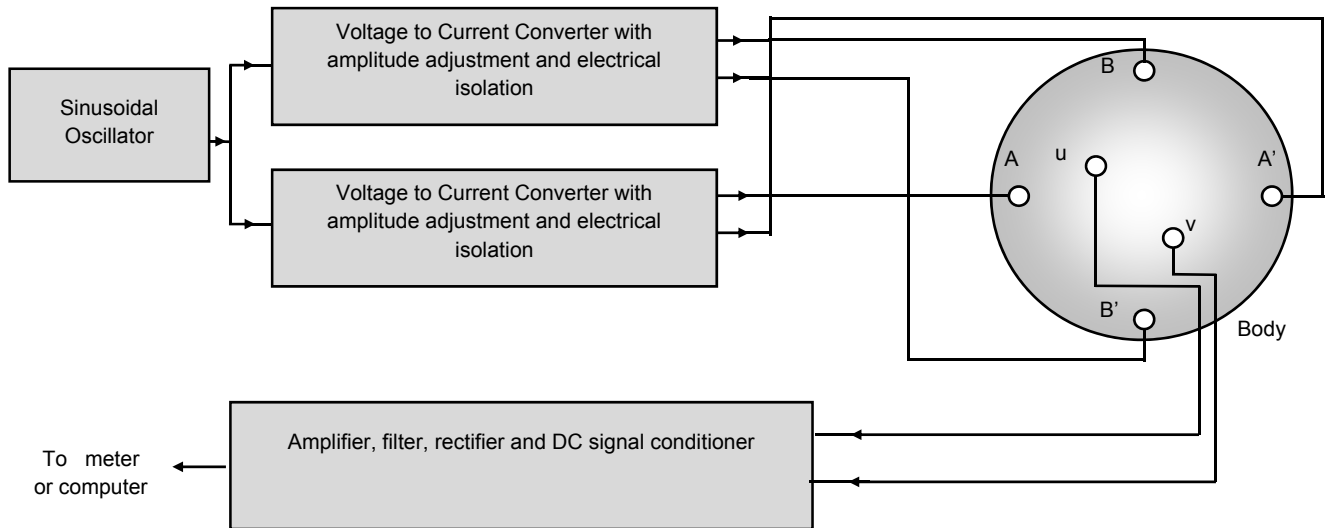 Voltage to Current Converter with
amplitude adjustment and electrical
isolation
Sinusoidal
Oscillator
Voltage to Current Converter with
amplitude adjustment and electrical
isolation
B
A
u
A’
v
B’
Body
Amplifier, filter, rectifier and DC signal conditioner
To meter
or computer